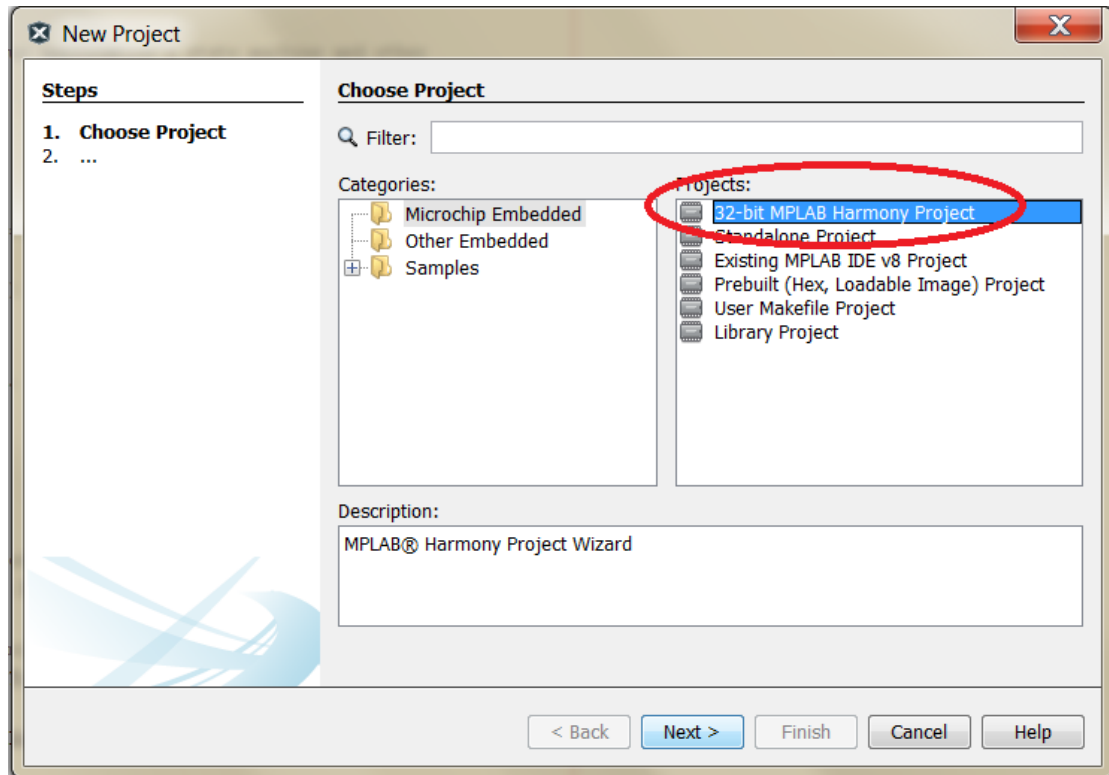 New Project
Steps
1. Choose Project
2. ...
Choose Project
Filter:
Categories:
Microchip Embedded
Other Embedded
Samples
Projects:
32-bit MPLAB Harmony Project
Standalone Project
Existing MPLAB IDE v8 Project
Prebuilt (Hex, Loadable Image) Project
User Makefile Project
Library Project
Description:
MPLAB® Harmony Project Wizard
< Back Next > Finish Cancel Help